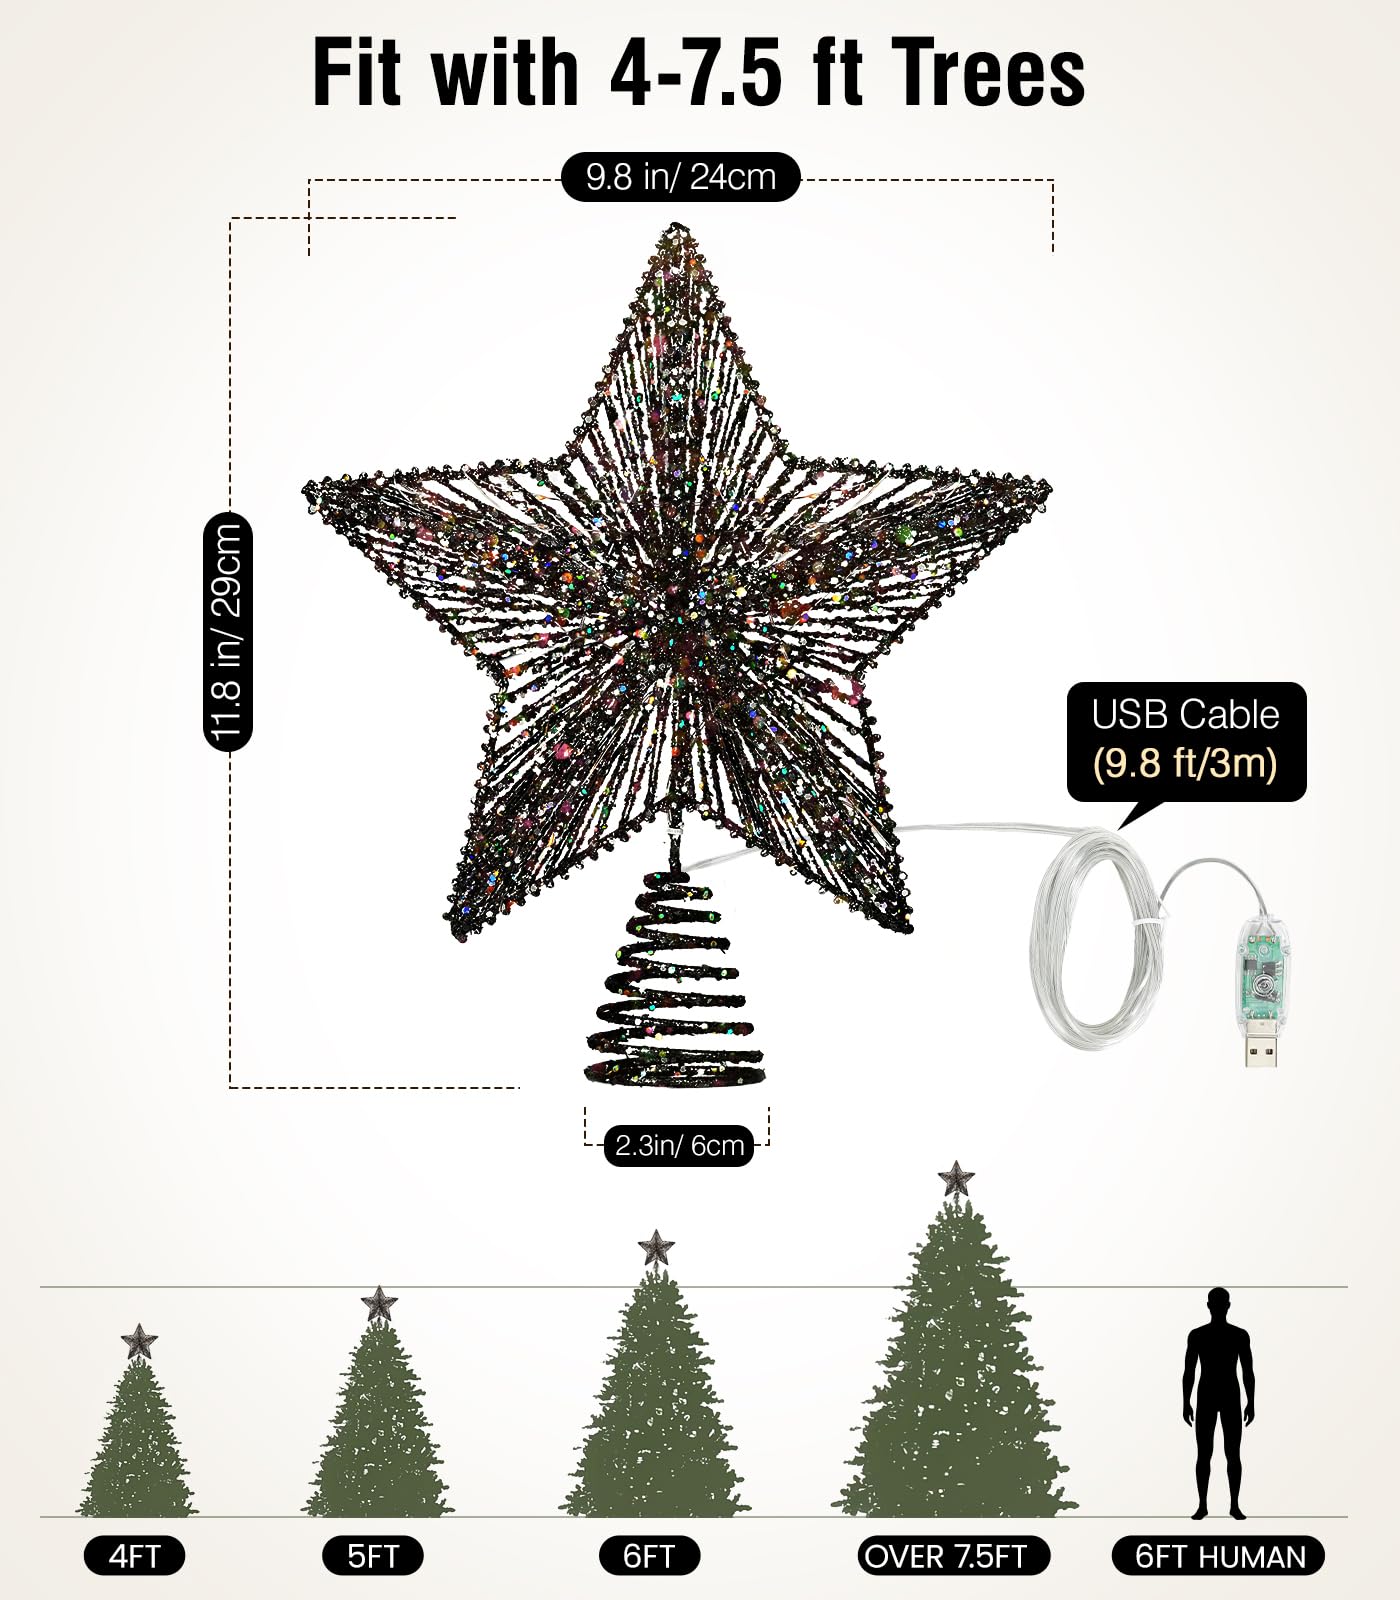 Fit with 4-7.5 ft Trees
9.8 in/ 24cm
11.8 in/ 29cm
USB Cable
(9.8 ft/3m)
2.3in/ 6cm
4FT
5FT
6FT
OVER 7.5FT
6FT HUMAN